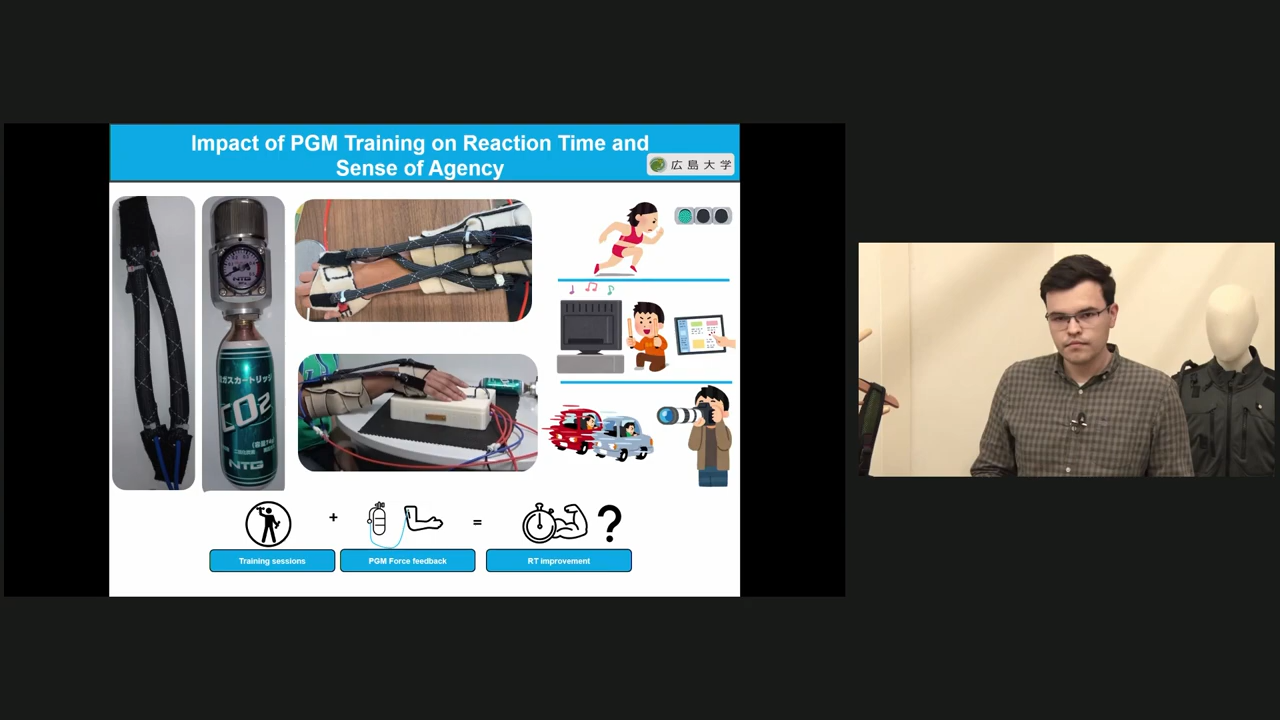 Impact of PGM Training on Reaction Time and
Sense of Agency
広島大学
CO2
NTG
+
=
?
Training sessions
PGM Force feedback
RT improvement